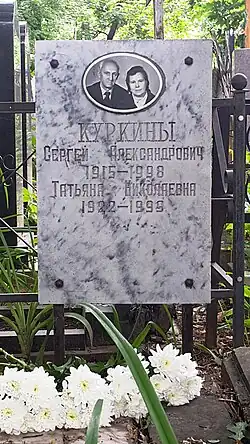 КУРКИНЫ
СЕРГЕЙ АЛЕКСАНДРОВИЧ
1915–1998
ТАТЬЯНА НИКОЛАЕВНА
1922–1999